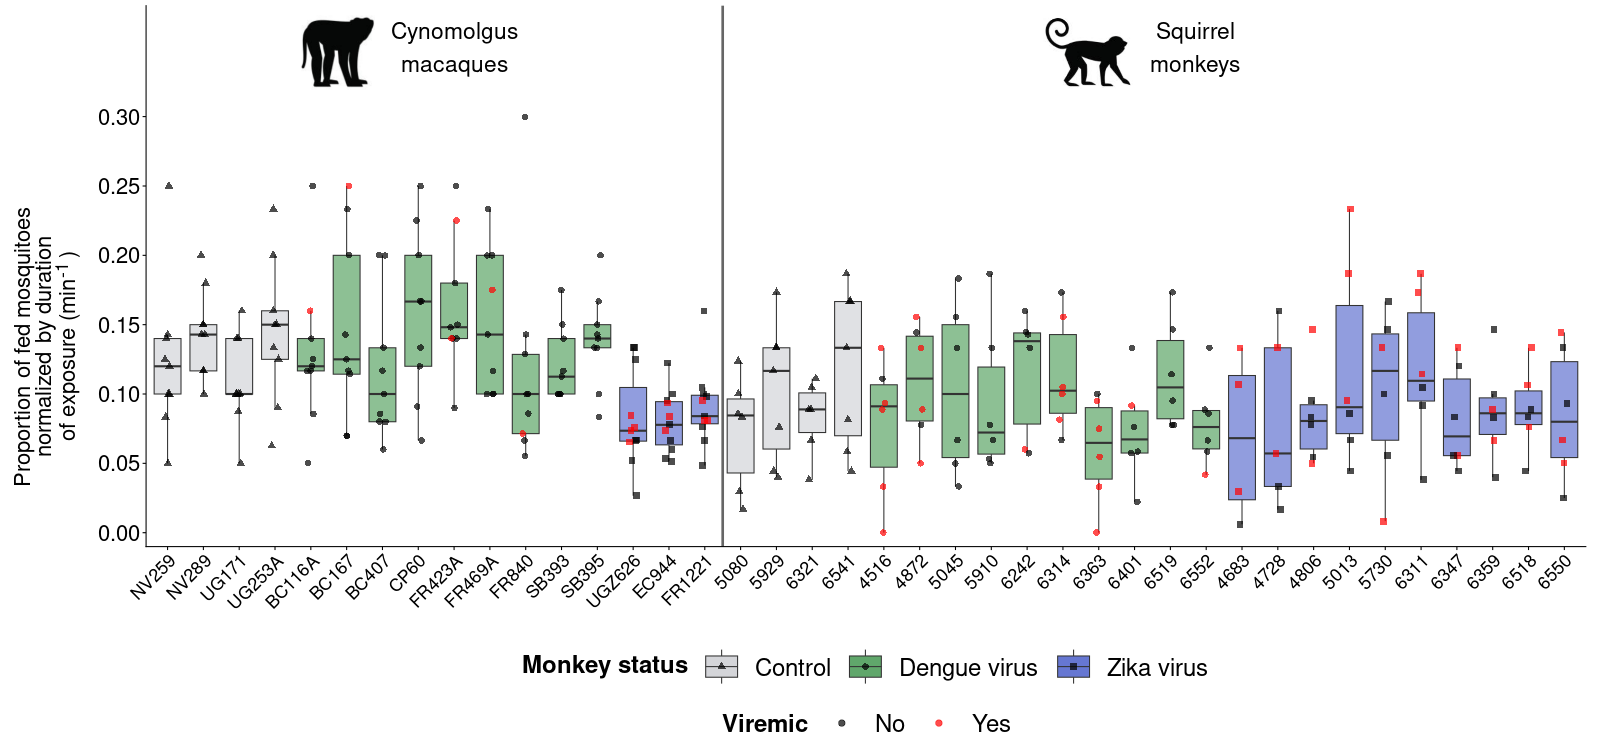 Cynomolgus
macaques
Squirrel
monkeys
Proportion of fed mosquitoes
normalized by duration
of exposure (min-1)
0.30
0.25
0.20
0.15
0.10
0.05
0.00
NV259 NV289 UG171 UG253A BC116A BC167 BC407 CP60 FR423A FR469A FR840 SB393 SB395 UGZ626 EC944 FR1221 5080 5929 6321 6541 4516 4872 5045 5910 6242 6314 6363 6401 6519 6552 4683 4728 4806 5013 5730 6311 6347 6359 6518 6550
Monkey status Control Dengue virus Zika virus
Viremic No Yes